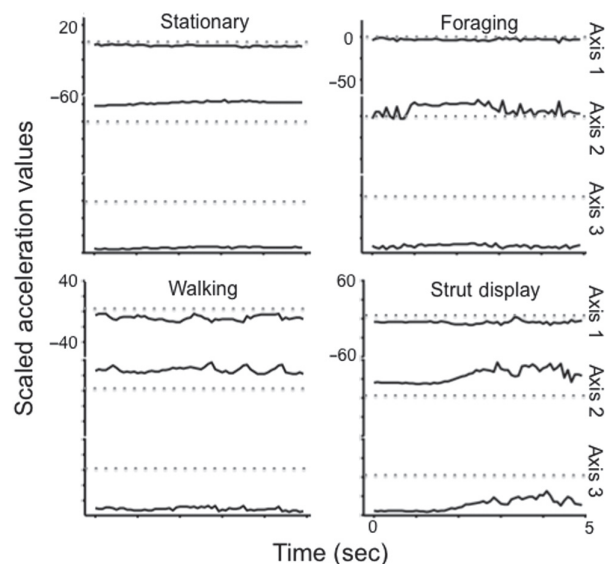 Stationary
Foraging
20
−60
0
−50
Axis 1
Axis 2
Axis 3
Scaled acceleration values
Walking
Strut display
40
−40
60
−60
Axis 1
Axis 2
Axis 3
0
5
Time (sec)